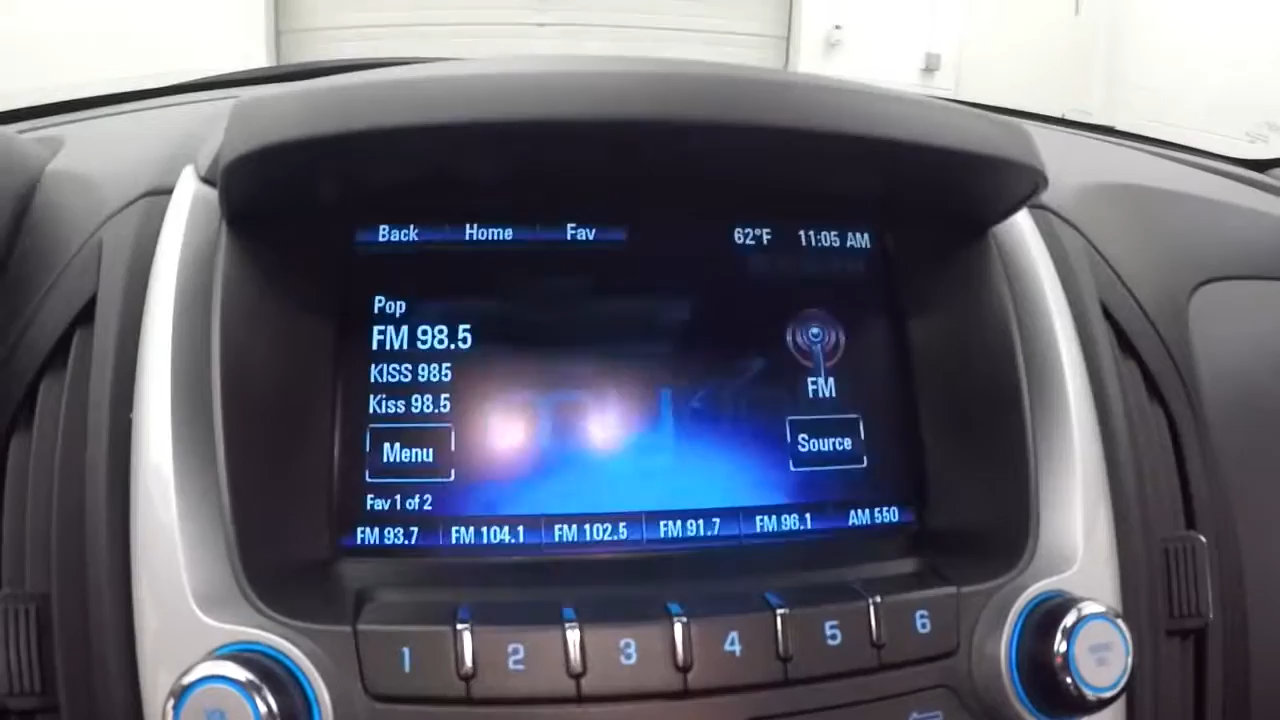 Back Home Fav 62°F 11:05 AM
Pop
FM 98.5
KISS 985
Kiss 98.5
FM
Menu
Source
Fav 1 of 2
FM 93.7 FM 104.1 FM 102.5 FM 91.7 FM 96.1 AM 550
1 2 3 4 5 6